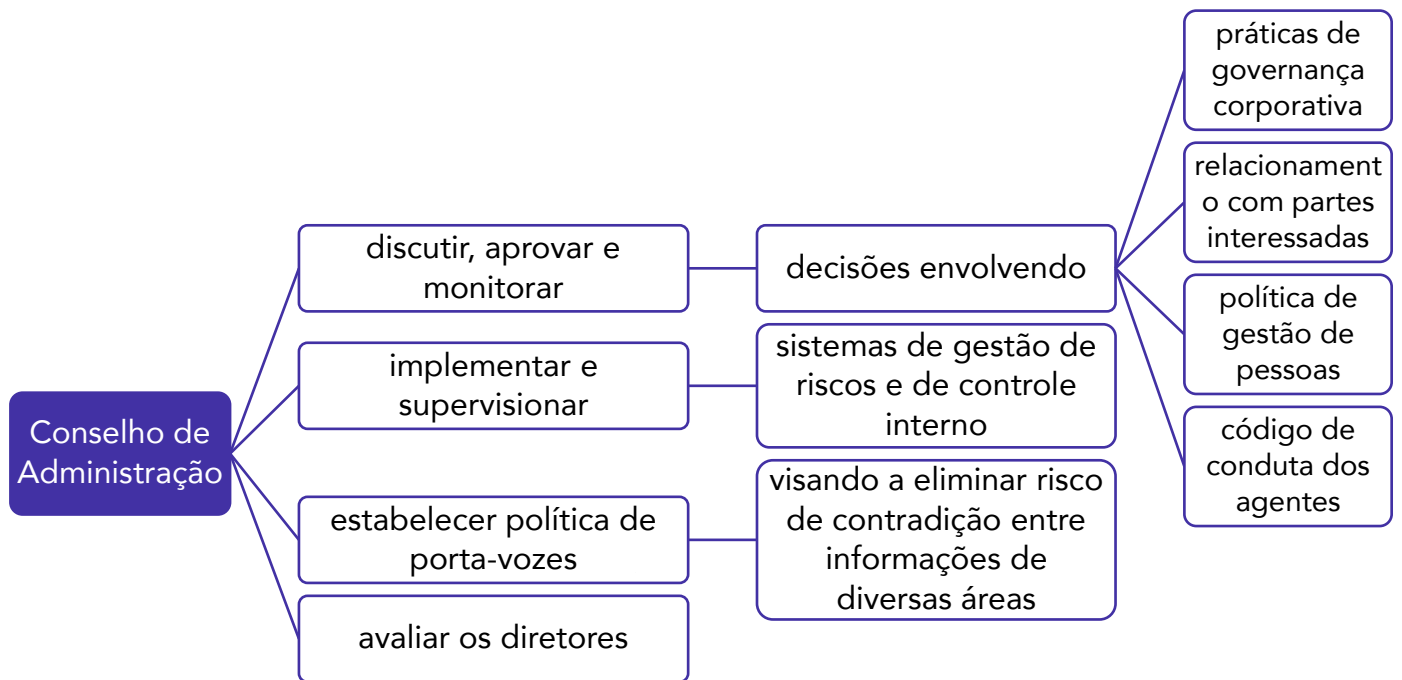 práticas de
governança
corporativa
relacionament
o com partes
interessadas
discutir, aprovar e
monitorar
decisões envolvendo
política de
gestão de
pessoas
implementar e
supervisionar
sistemas de gestão de
riscos e de controle
interno
código de
conduta dos
agentes
Conselho de
Administração
estabelecer política de
porta-vozes
visando a eliminar risco
de contradição entre
informações de
diversas áreas
avaliar os diretores